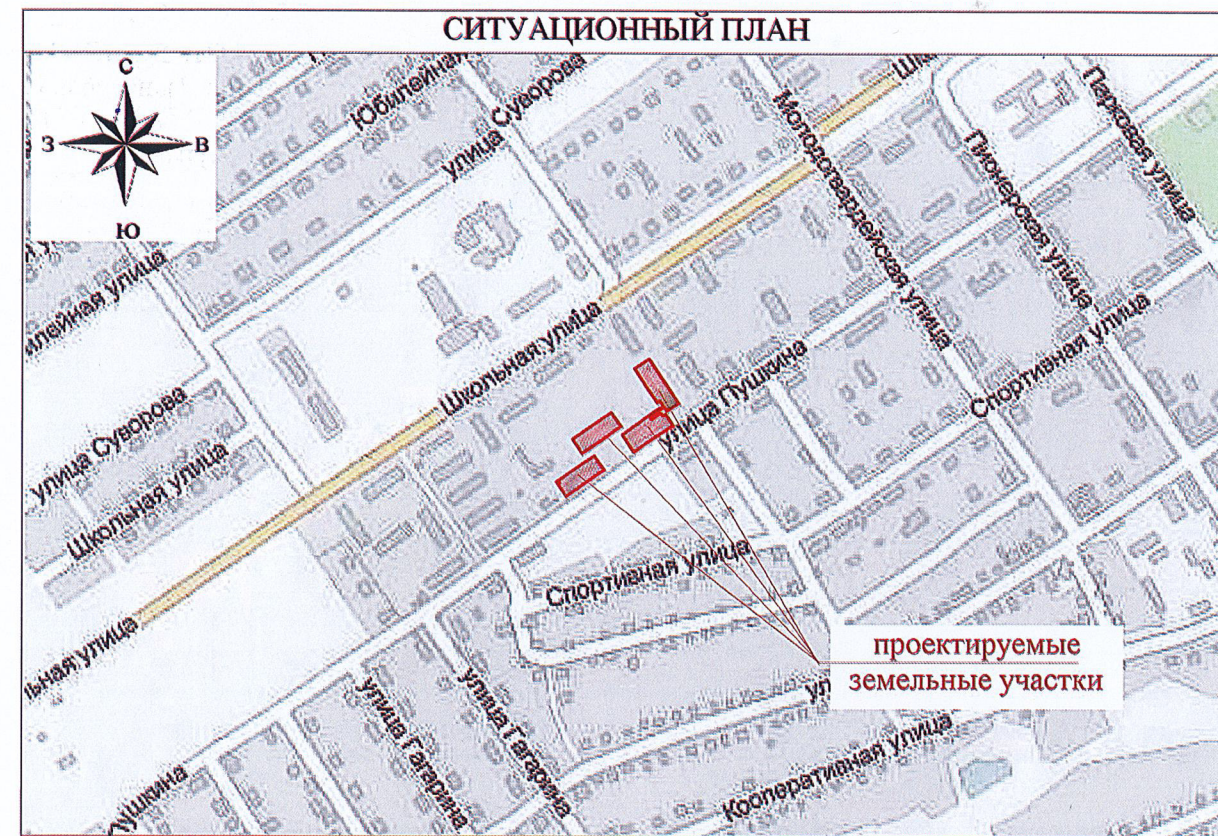 СИТУАЦИОННЫЙ ПЛАН
С
З
В
Ю
Юбилейная
улица Суворова
Молодогвардейская улица
Пионерская улица
Парковая улица
Школьная улица
улица Пушкина
Спортивная улица
улица Суворова
Школьная улица
Спортивная улица
проектируемые
земельные участки
улица Гагарина
улица Гагарина
Кооперативная улица